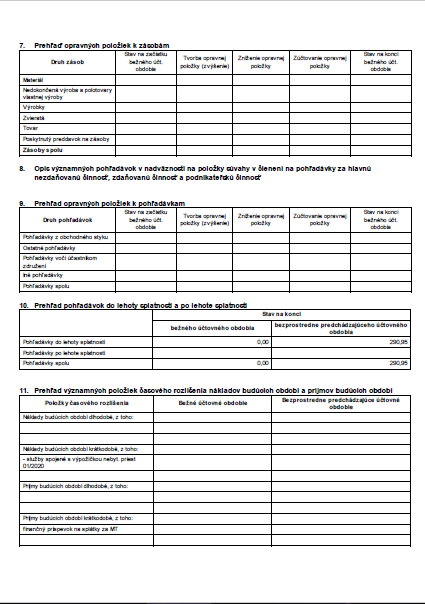 7. Prehľad opravných položiek k zásobám
Druh zásob
Stav na začiatku
bežného účt.
obdobia
Tvorba opravnej
položky (zvýšenie)
Zníženie opravnej
položky
Zúčtovanie opravnej
položky
Stav na konci
bežného účt.
obdobia
Materiál
Nedokončená výroba a polotovary
vlastnej výroby
Výrobky
Zvieratá
Tovar
Poskytnutý preddavok na zásoby
Zásoby spolu
8. Opis významných pohľadávok v nadväznosti na položky súvahy v členení na pohľadávky za hlavnú
nezdaňovanú činnosť, zdaňovanú činnosť a podnikateľskú činnosť
9. Prehľad opravných položiek k pohľadávkam
Druh pohľadávok
Stav na začiatku
bežného účt.
obdobia
Tvorba opravnej
položky (zvýšenie)
Zníženie opravnej
položky
Zúčtovanie opravnej
položky
Stav na konci
bežného účt.
obdobia
Pohľadávky z obchodného styku
Ostatné pohľadávky
Pohľadávky voči účastníkom
združení
Iné pohľadávky
Pohľadávky spolu
10. Prehľad pohľadávok do lehoty splatnosti a po lehote splatnosti
Stav na konci
bežného účtovného obdobia
bezprostredne predchádzajúceho účtovného
obdobia
Pohľadávky do lehoty splatnosti 0,00 290,95
Pohľadávky po lehote splatnosti
Pohľadávky spolu 0,00 290,95
11. Prehľad významných položiek časového rozlíšenia nákladov budúcich období a príjmov budúcich období
Položky časového rozlíšenia
Bežné účtovné obdobie
Bezprostredne predchádzajúce účtovné
obdobie
Náklady budúcich období dlhodobé, z toho:
Náklady budúcich období krátkodobé, z toho:
- služby spojené s výpožičkou nebyt. priest
01/2020
Príjmy budúcich období dlhodobé, z toho:
Príjmy budúcich období krátkodobé, z toho:
finančný príspevok na splátky za MT